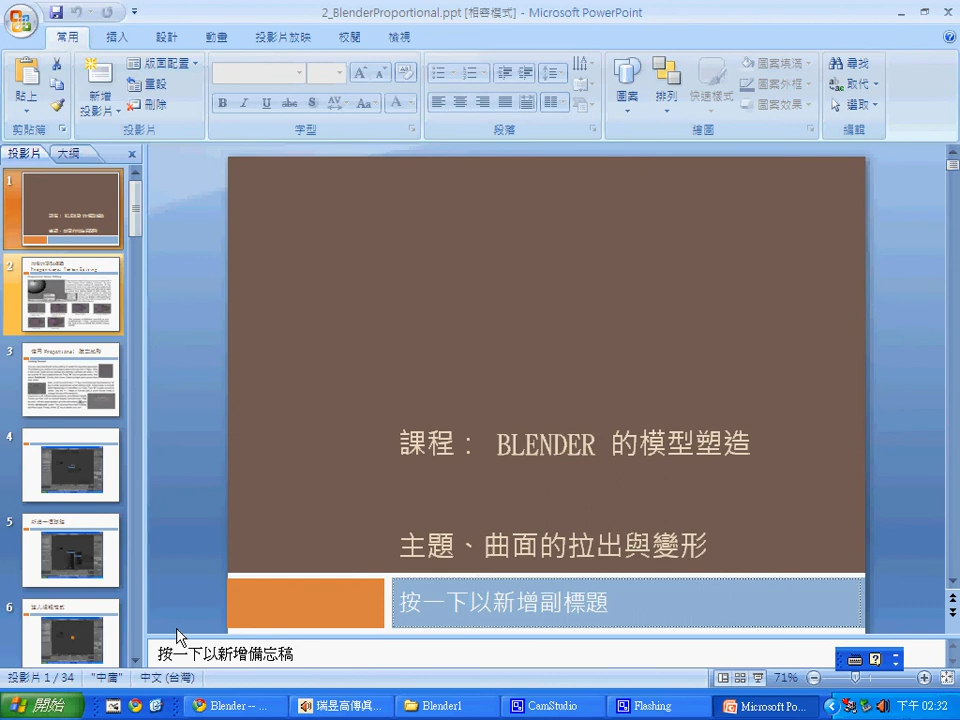 2_BlenderProportional.ppt [相容模式] - Microsoft PowerPoint
常用 插入 設計 動畫 投影片放映 校閱 檢視
貼上 新增投影片 版面配置 重設 刪除
圖案 排列 快速樣式 圖案填滿 圖案外框 圖案效果
尋找 取代 選取
剪貼簿 投影片 字型 段落 繪圖 編輯
投影片 大綱
1
2
3
4
5
6
課程： BLENDER 的模型塑造
主題、曲面的拉出與變形
按一下以新增副標題
按一下以新增備忘稿
投影片 1 / 34 "中庸" 中文 (台灣) 71%
開始 Blender -- ... Blender1 CamStudio Flashing Microsoft Po... 下午 02:32